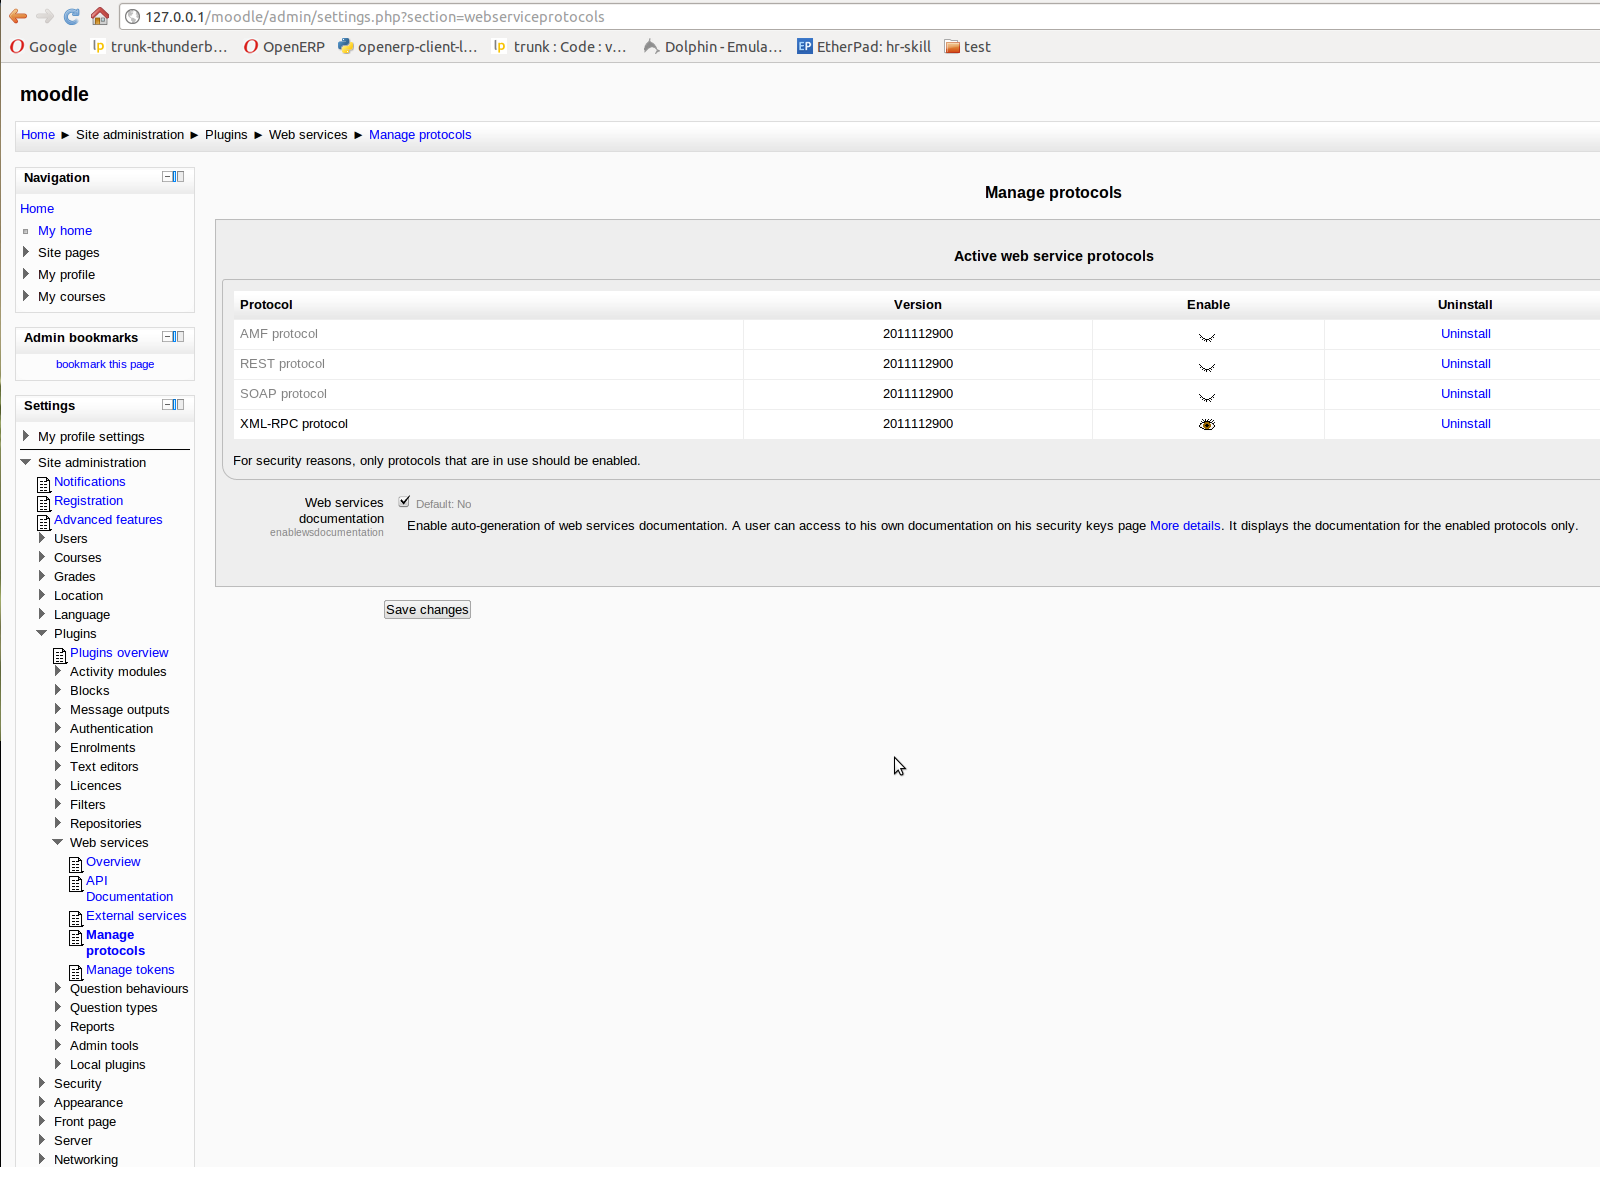 127.0.0.1/moodle/admin/settings.php?section=webserviceprotocols
Google trunk-thunderb... OpenERP openerp-client-l... trunk : Code : v... Dolphin - Emula... EtherPad: hr-skill test
moodle
Home ► Site administration ► Plugins ► Web services ► Manage protocols
Navigation
Home
My home
Site pages
My profile
My courses
Admin bookmarks
bookmark this page
Settings
My profile settings
Site administration
Notifications
Registration
Advanced features
Users
Courses
Grades
Location
Language
Plugins
Plugins overview
Activity modules
Blocks
Message outputs
Authentication
Enrolments
Text editors
Licences
Filters
Repositories
Web services
Overview
API
Documentation
External services
Manage
protocols
Manage tokens
Question behaviours
Question types
Reports
Admin tools
Local plugins
Security
Appearance
Front page
Server
Networking
Manage protocols
Active web service protocols
Protocol Version Enable Uninstall
AMF protocol 2011112900 Uninstall
REST protocol 2011112900 Uninstall
SOAP protocol 2011112900 Uninstall
XML-RPC protocol 2011112900 Uninstall
For security reasons, only protocols that are in use should be enabled.
Web services
documentation
enablewsdocumentation
Default: No
Enable auto-generation of web services documentation. A user can access to his own documentation on his security keys page More details. It displays the documentation for the enabled protocols only.
Save changes